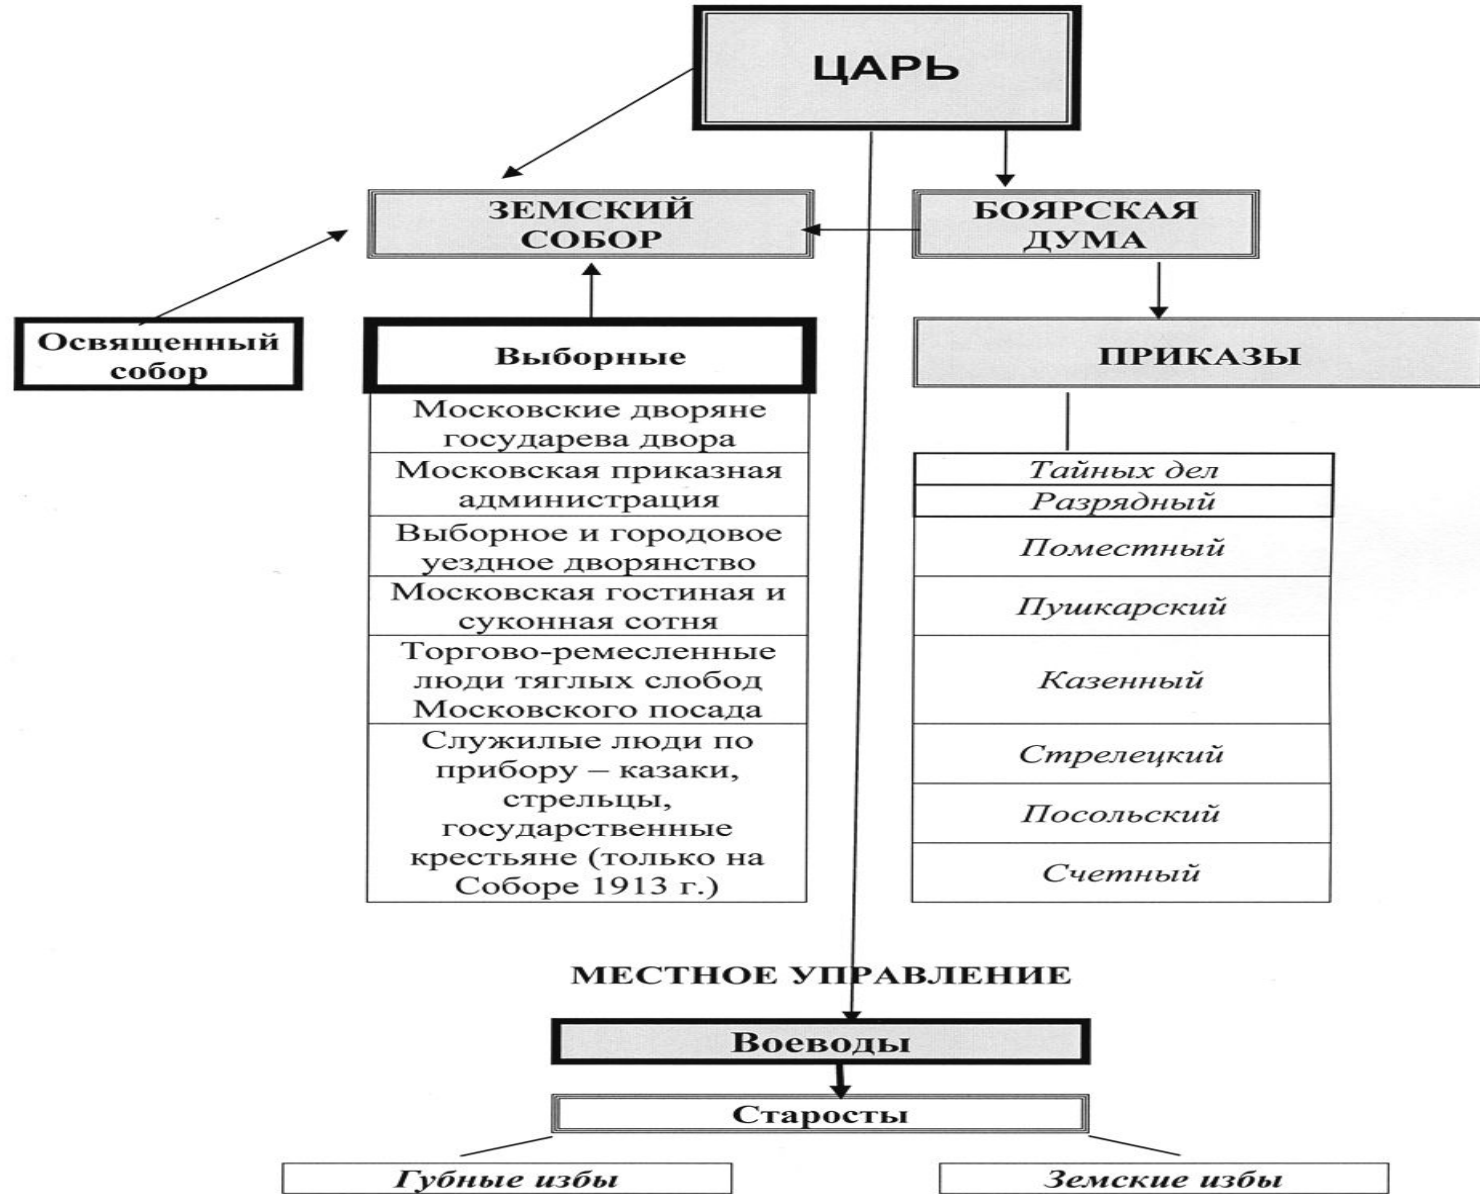 ЦАРЬ
ЗЕМСКИЙ
СОБОР
БОЯРСКАЯ
ДУМА
Освященный
собор
Выборные
Московские дворяне
государева двора
Московская приказная
администрация
Выборное и городовое
уездное дворянство
Московская гостиная и
суконная сотня
Торгово-ремесленные
люди тяглых слобод
Московского посада
Служилые люди по
прибору – казаки,
стрельцы,
государственные
крестьяне (только на
Соборе 1913 г.)
ПРИКАЗЫ
Тайных дел
Разрядный
Поместный
Пушкарский
Казенный
Стрелецкий
Посольский
Счетный
МЕСТНОЕ УПРАВЛЕНИЕ
Воеводы
Старосты
Губные избы
Земские избы